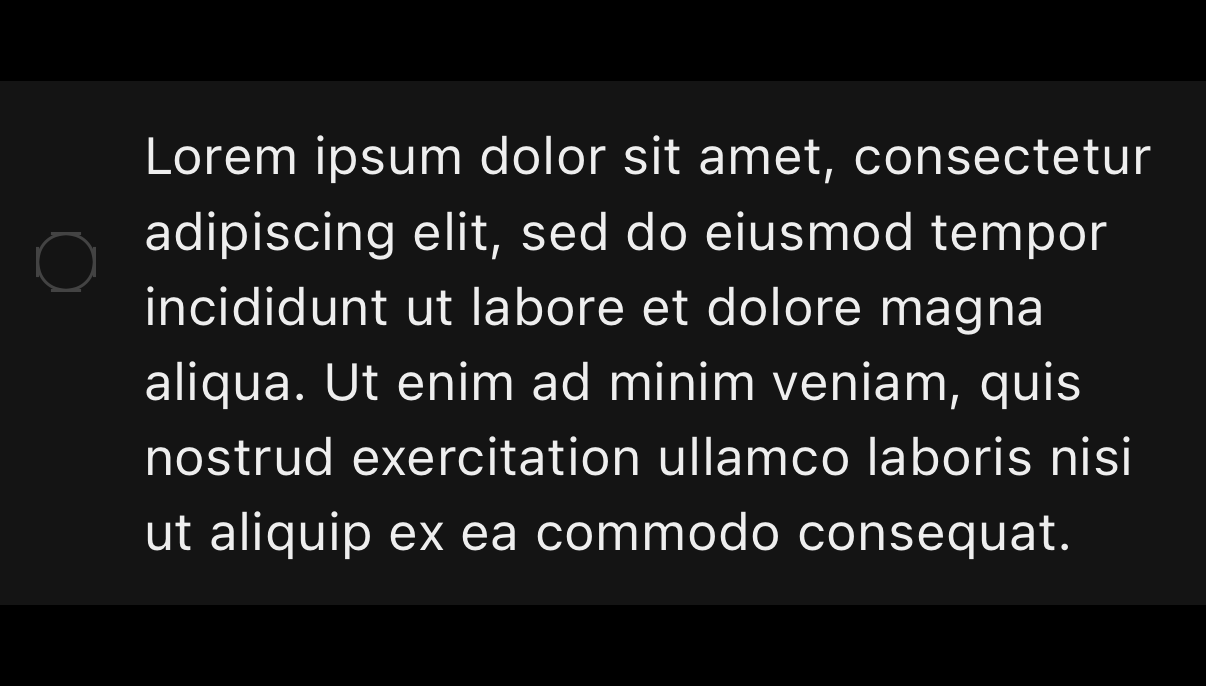 Lorem ipsum dolor sit amet, consectetur
adipiscing elit, sed do eiusmod tempor
incididunt ut labore et dolore magna
aliqua. Ut enim ad minim veniam, quis
nostrud exercitation ullamco laboris nisi
ut aliquip ex ea commodo consequat.